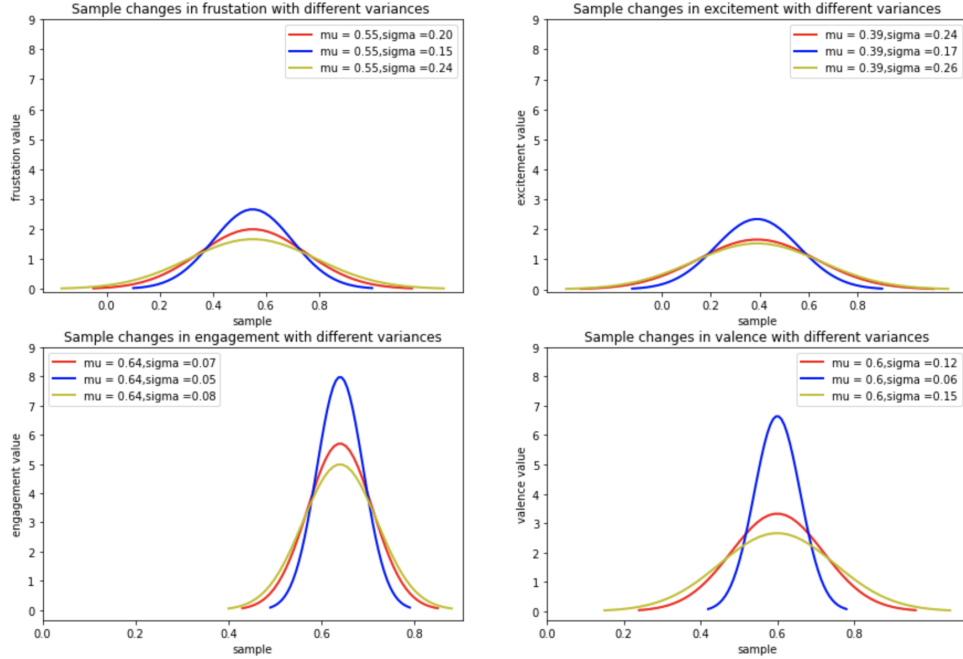 Sample changes in frustation with different variances
mu = 0.55,sigma =0.20
mu = 0.55,sigma =0.15
mu = 0.55,sigma =0.24
frustation value
9
8
7
6
5
4
3
2
1
0
0.0 0.2 0.4 0.6 0.8
sample
Sample changes in excitement with different variances
mu = 0.39,sigma =0.24
mu = 0.39,sigma =0.17
mu = 0.39,sigma =0.26
excitement value
9
8
7
6
5
4
3
2
1
0
0.0 0.2 0.4 0.6 0.8
sample
Sample changes in engagement with different variances
mu = 0.64,sigma =0.07
mu = 0.64,sigma =0.05
mu = 0.64,sigma =0.08
engagement value
9
8
7
6
5
4
3
2
1
0
0.0 0.4 0.6 0.8
sample
Sample changes in valence with different variances
mu = 0.6,sigma =0.12
mu = 0.6,sigma =0.06
mu = 0.6,sigma =0.15
valence value
9
8
7
6
5
4
3
2
1
0
0.0 0.4 0.6 0.8
sample